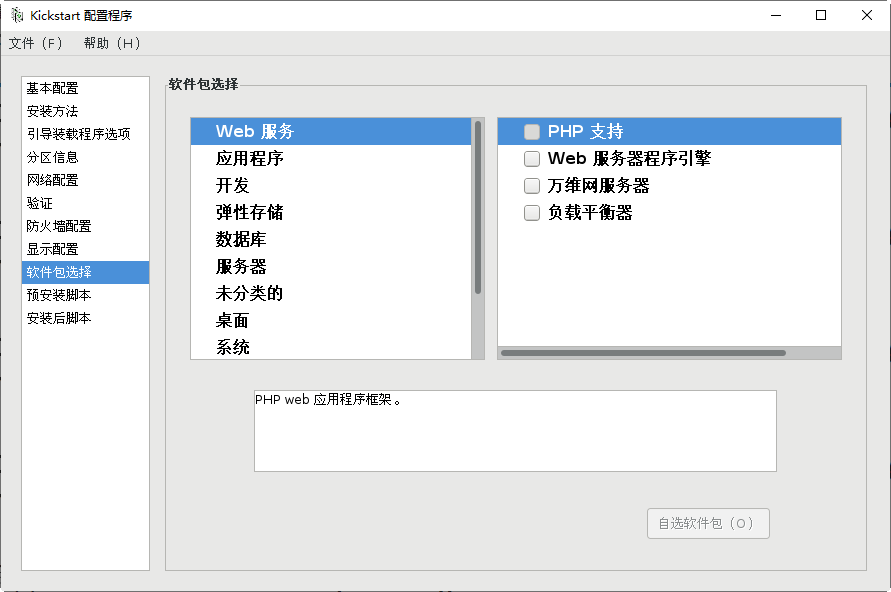 Kickstart 配置程序
文件（F） 帮助（H）
基本配置
安装方法
引导装载程序选项
分区信息
网络配置
验证
防火墙配置
显示配置
软件包选择
预安装脚本
安装后脚本
软件包选择
Web 服务
应用程序
开发
弹性存储
数据库
服务器
未分类的
桌面
系统
PHP 支持
Web 服务器程序引擎
万维网服务器
负载平衡器
PHP web 应用程序框架。
自选软件包（O）